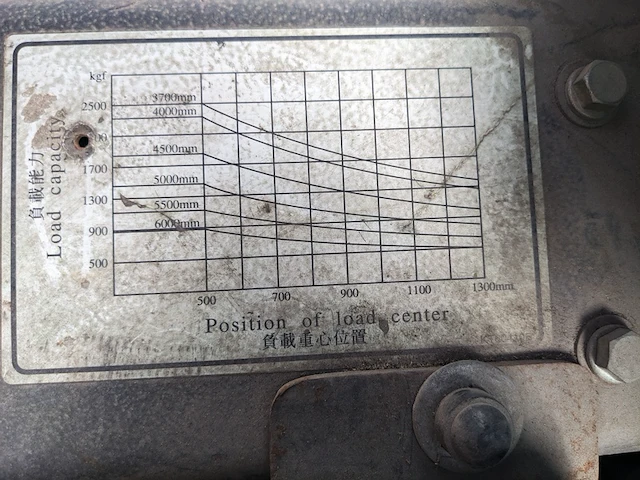 kgf
3700mm
2500
4000mm
4500mm
1700
5000mm
1300
5500mm
900
6000mm
500
負載能力
Load capacity
500 700 900 1100 1300mm
Position of load center
負載重心位置